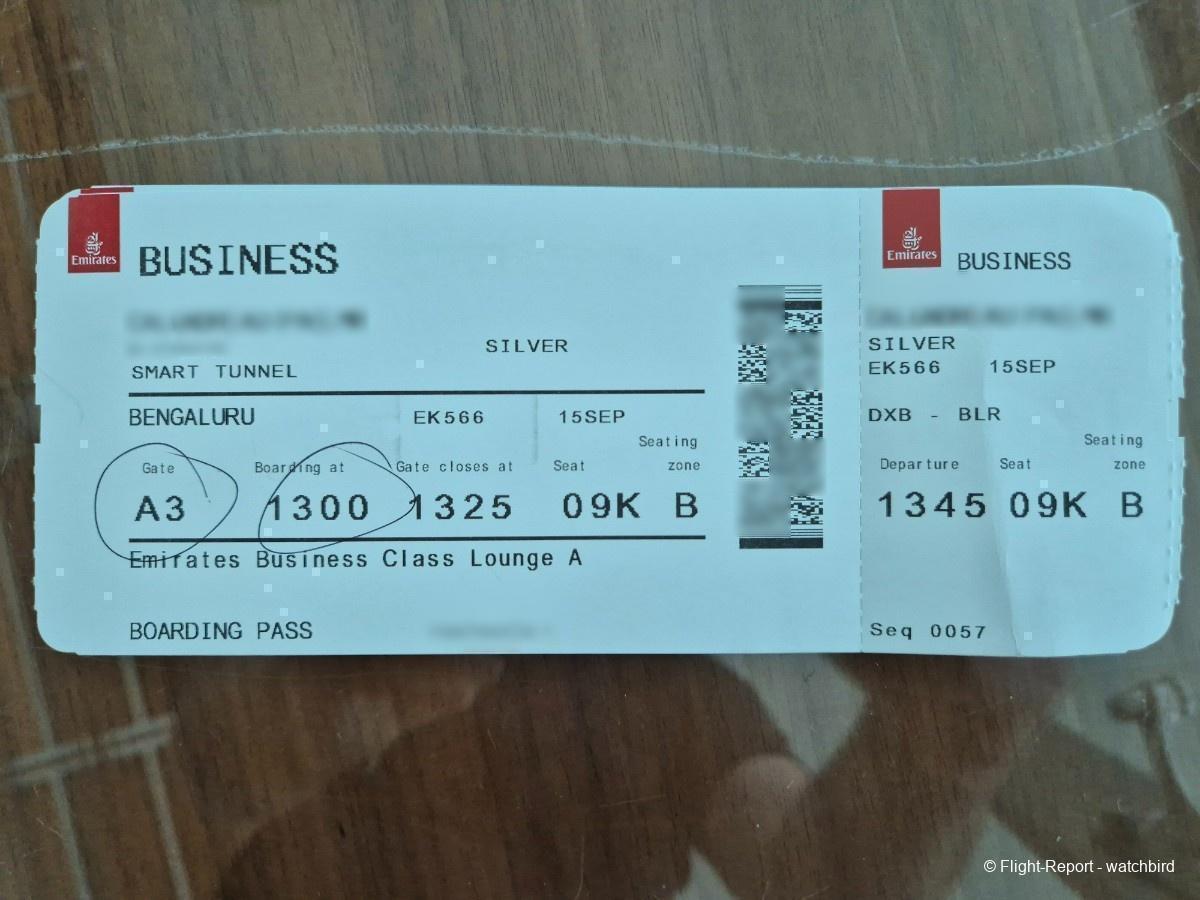 Emirates
BUSINESS
SILVER
SMART TUNNEL
BENGALURU EK566 15SEP
Gate Boarding at Gate closes at Seat Seating zone
A3 1300 1325 09K B
Emirates Business Class Lounge A
BOARDING PASS
Emirates
BUSINESS
SILVER
EK566 15SEP
DXB - BLR
Departure Seat Seating zone
1345 09K B
Seq 0057
© Flight-Report - watchbird